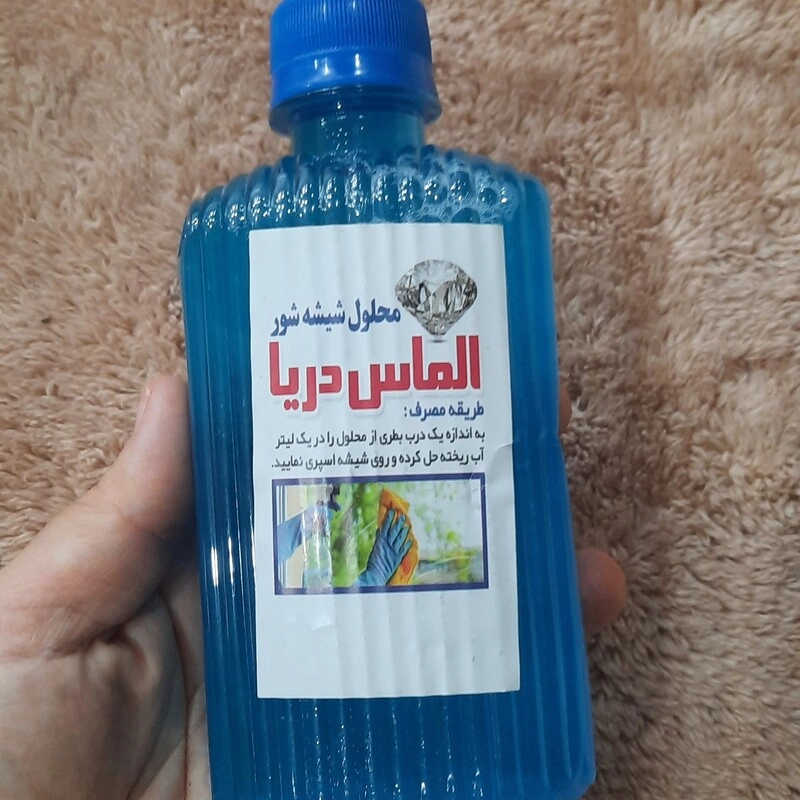 محلول شیشه شور
الماس دریا
طریقه مصرف :
به اندازه یک درب بطری از محلول را در یک لیتر
آب ریخته حل کرده و روی شیشه اسپری نمایید.